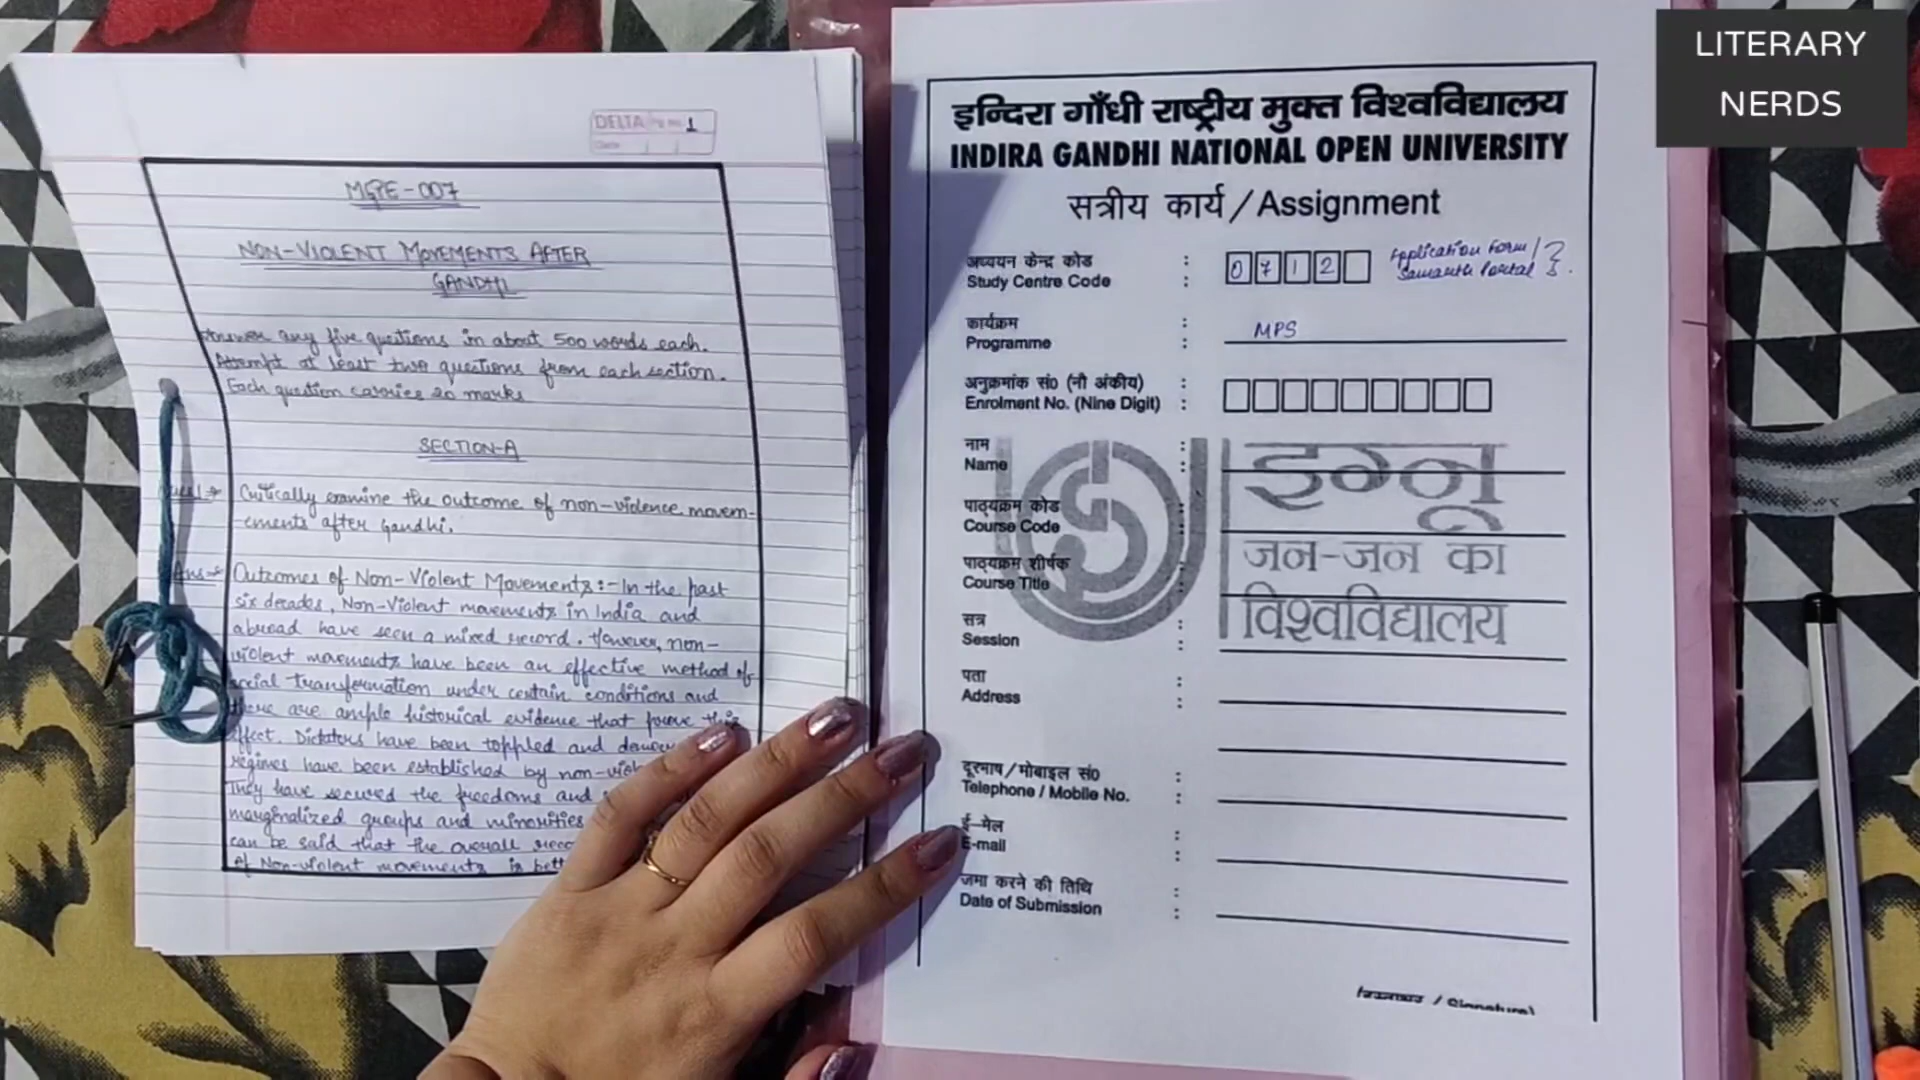 LITERARY
NERDS
DELTA Pg No. 1
Date
MGPE-007
NON-VIOLENT MOVEMENTS AFTER
GANDHI
Answer any five questions in about 500 words each.
Attempt at least two questions from each section.
Each question carries 20 marks
SECTION-A
Critically examine the outcome of non-violence movem-
-ements after Gandhi.
Ans→ Outcomes of Non-Violent Movements:- In the past
six decades, Non-Violent movements in India and
abroad have seen a mixed record. However, non-
violent movements have been an effective method of
social transformation under certain conditions and
there are ample historical evidence that prove this
effect. Dictators have been toppled and
regimes have been established by
They have secured the freedoms and
marginalized groups and minorities
can be said that the overall
of Non-violent movements is
इन्दिरा गाँधी राष्ट्रीय मुक्त विश्वविद्यालय
INDIRA GANDHI NATIONAL OPEN UNIVERSITY
सत्रीय कार्य / Assignment
अध्ययन केन्द्र कोड : 0 7 1 2 Application Form /
Study Centre Code : Samarth Portal
कार्यक्रम :
Programme : MPS
अनुक्रमांक सं० (नौ अंकीय) :
Enrolment No. (Nine Digit) :
नाम :
Name :
इग्नू
पाठ्यक्रम कोड :
Course Code :
जन-जन का
पाठ्यक्रम शीर्षक :
Course Title :
विश्वविद्यालय
सत्र :
Session :
पता :
Address :
दूरभाष / मोबाइल सं० :
Telephone / Mobile No. :
ई-मेल :
E-mail :
जमा करने की तिथि :
Date of Submission :